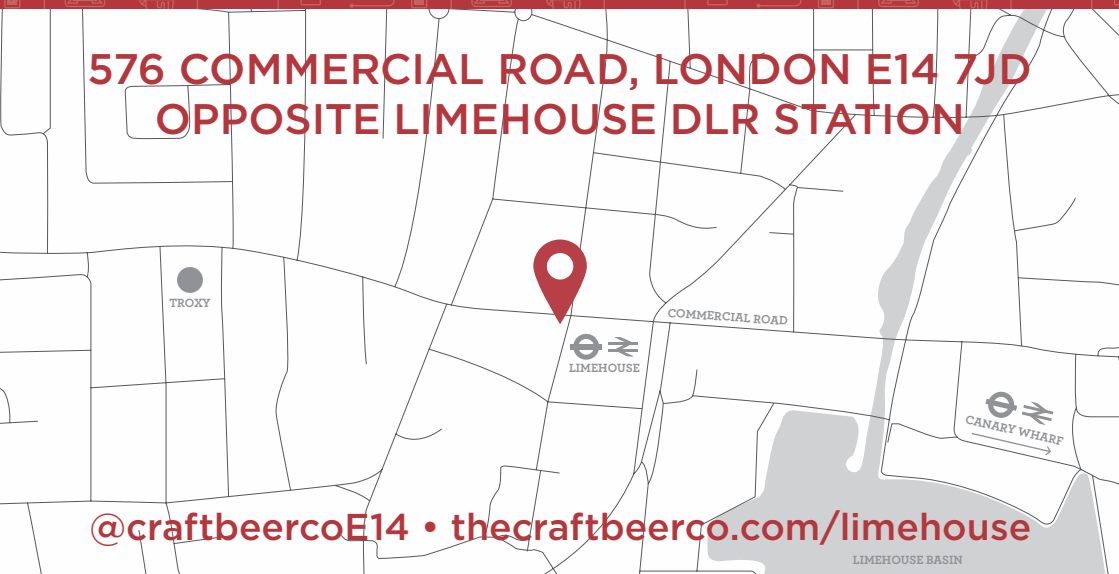 576 COMMERCIAL ROAD, LONDON E14 7JD
OPPOSITE LIMEHOUSE DLR STATION
TROXY
COMMERCIAL ROAD
LIMEHOUSE
CANARY WHARF
@craftbeercoE14 • thecraftbeerco.com/limehouse
LIMEHOUSE BASIN